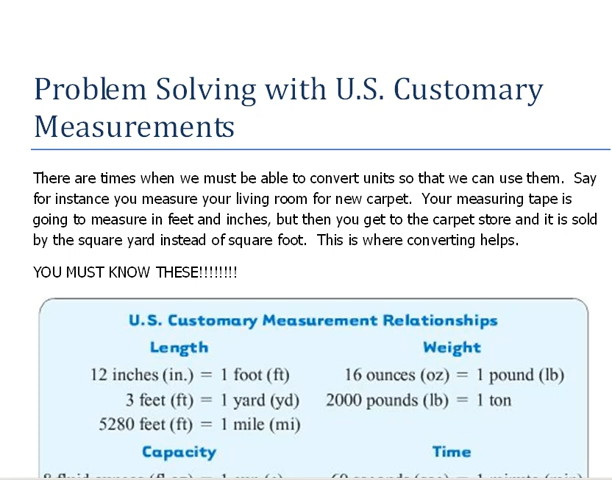 Problem Solving with U.S. Customary
Measurements
There are times when we must be able to convert units so that we can use them.  Say
for instance you measure your living room for new carpet.  Your measuring tape is
going to measure in feet and inches, but then you get to the carpet store and it is sold
by the square yard instead of square foot.  This is where converting helps.
YOU MUST KNOW THESE!!!!!!!!
U.S. Customary Measurement Relationships
Length
12 inches (in.) = 1 foot (ft)
3 feet (ft) = 1 yard (yd)
5280 feet (ft) = 1 mile (mi)
Weight
16 ounces (oz) = 1 pound (lb)
2000 pounds (lb) = 1 ton
Capacity
Time